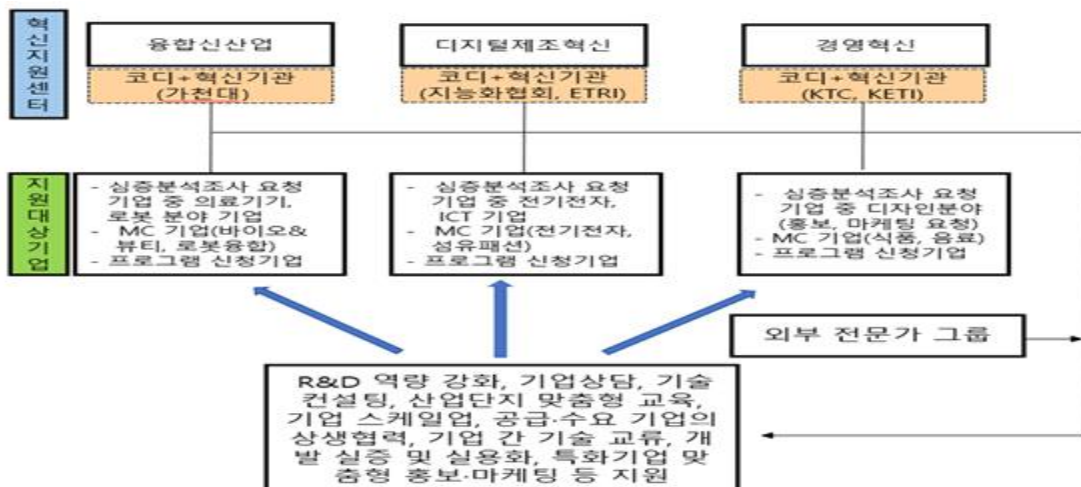 혁신지원센터
융합신산업
코디+혁신기관
(가천대)
디지털제조혁신
코디+혁신기관
(지능화협회, ETRI)
경영혁신
코디+혁신기관
(KTC, KETI)
지원대상기업
- 심층분석조사 요청
기업 중 의료기기,
로봇 분야 기업
- MC 기업(바이오&
뷰티, 로봇융합)
- 프로그램 신청기업
- 심층분석조사 요청
기업 중 전기전자,
ICT 기업
- MC 기업(전기전자,
섬유패션)
- 프로그램 신청기업
- 심층분석조사 요청
기업 중 디자인분야
(홍보, 마케팅 요청)
- MC 기업(식품, 음료)
- 프로그램 신청기업
외부 전문가 그룹
R&D 역량 강화, 기업상담, 기술
컨설팅, 산업단지 맞춤형 교육,
기업 스케일업, 공급·수요 기업의
상생협력, 기업 간 기술 교류, 개
발 실증 및 실용화, 특화기업 맞
춤형 홍보·마케팅 등 지원